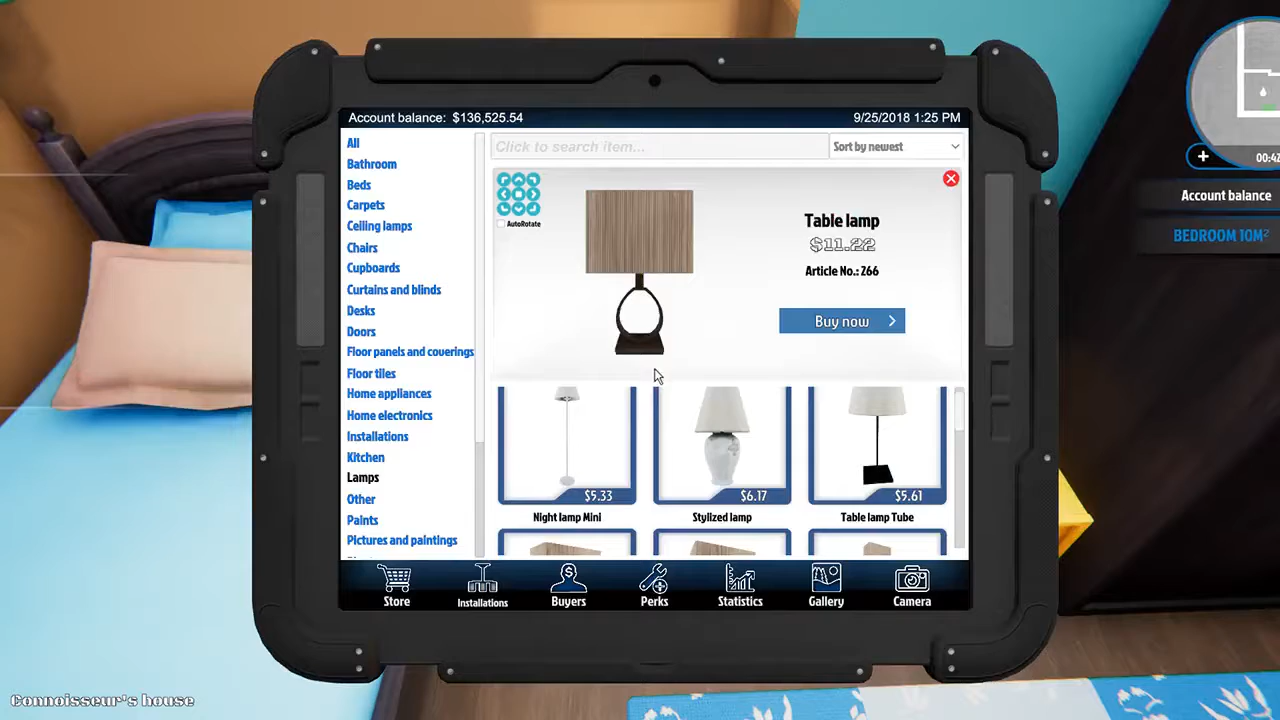 Account balance: $136,525.54
9/25/2018 1:25 PM
All
Bathroom
Beds
Carpets
Ceiling lamps
Chairs
Cupboards
Curtains and blinds
Desks
Doors
Floor panels and coverings
Floor tiles
Home appliances
Home electronics
Installations
Kitchen
Lamps
Other
Paints
Pictures and paintings
Click to search item...
Sort by newest
AutoRotate
Table lamp
$11.22
Article No.: 266
Buy now
$5.33
$6.17
$5.61
Night lamp Mini
Stylized lamp
Table lamp Tube
Store
Installations
Buyers
Perks
Statistics
Gallery
Camera
Account balance
BEDROOM 10M²
Connoisseur's house